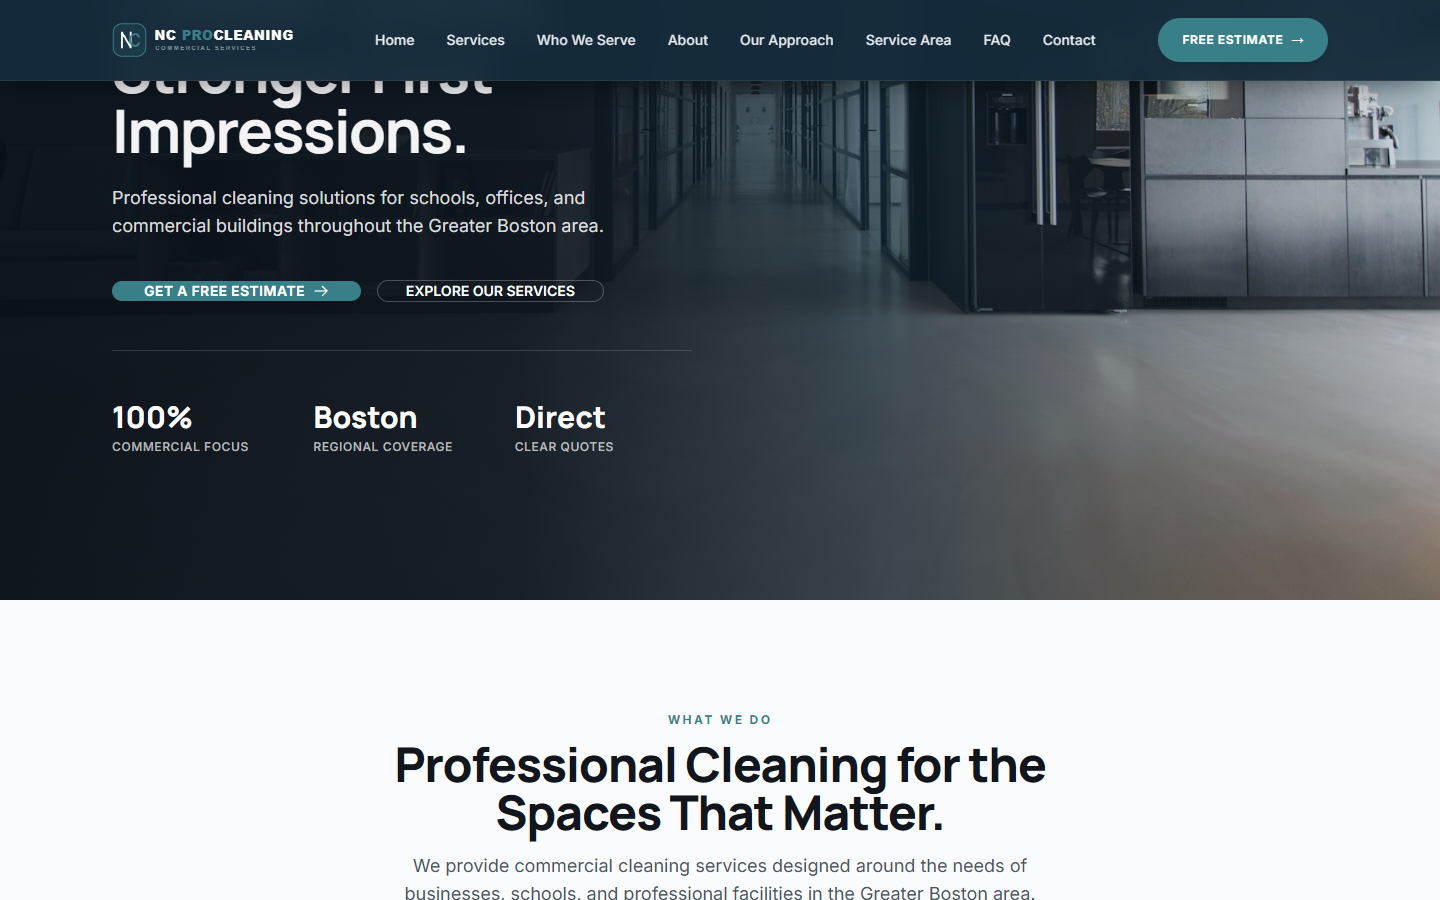 NC PROCLEANING
COMMERCIAL SERVICES
Home Services Who We Serve About Our Approach Service Area FAQ Contact
FREE ESTIMATE →
Stronger First
Impressions.
Professional cleaning solutions for schools, offices, and
commercial buildings throughout the Greater Boston area.
GET A FREE ESTIMATE → EXPLORE OUR SERVICES
100% Boston Direct
COMMERCIAL FOCUS REGIONAL COVERAGE CLEAR QUOTES
WHAT WE DO
Professional Cleaning for the
Spaces That Matter.
We provide commercial cleaning services designed around the needs of
businesses, schools, and professional facilities in the Greater Boston area.